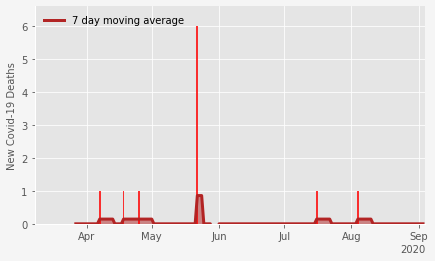 7 day moving average
New Covid-19 Deaths
6
5
4
3
2
1
0
Apr
May
Jun
Jul
Aug
Sep
2020